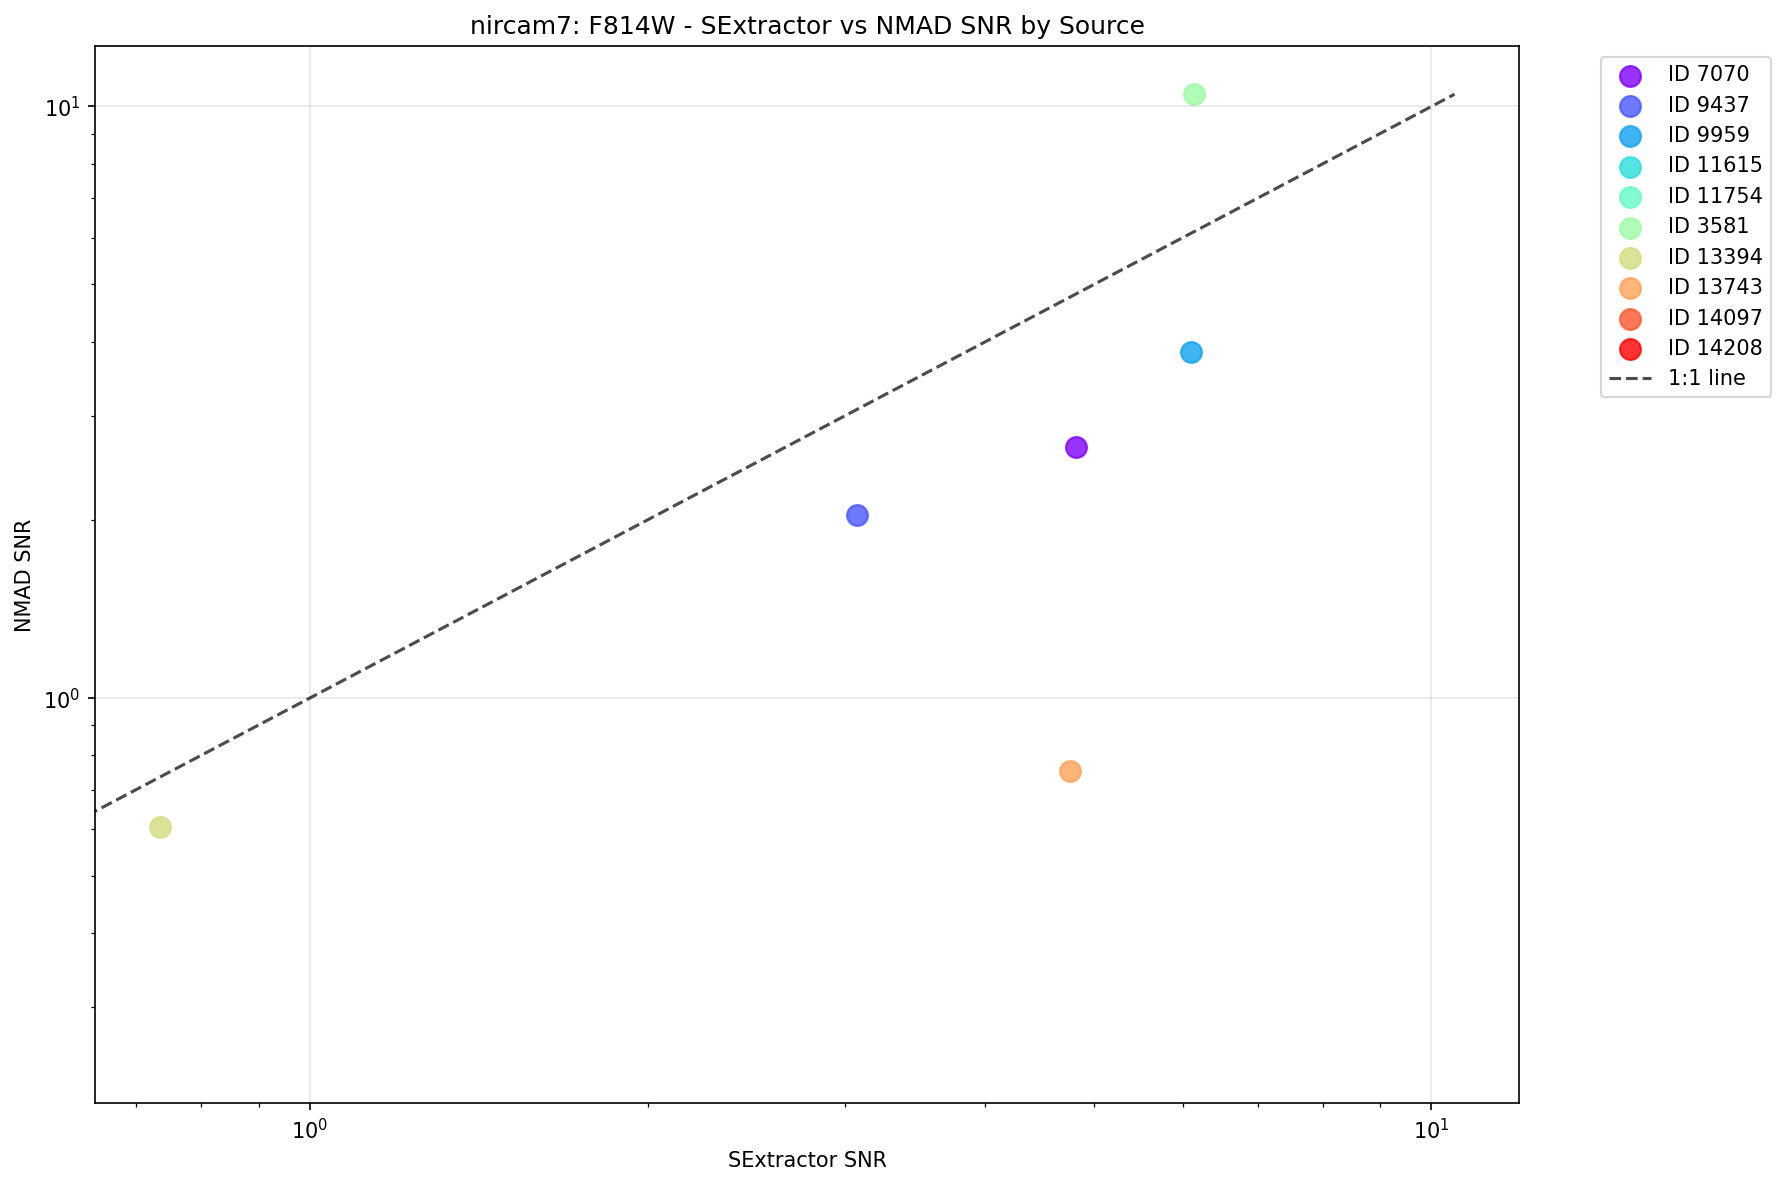 nircam7: F814W - SExtractor vs NMAD SNR by Source
NMAD SNR
10¹
10⁰
10⁰
10¹
SExtractor SNR
ID 7070
ID 9437
ID 9959
ID 11615
ID 11754
ID 3581
ID 13394
ID 13743
ID 14097
ID 14208
1:1 line